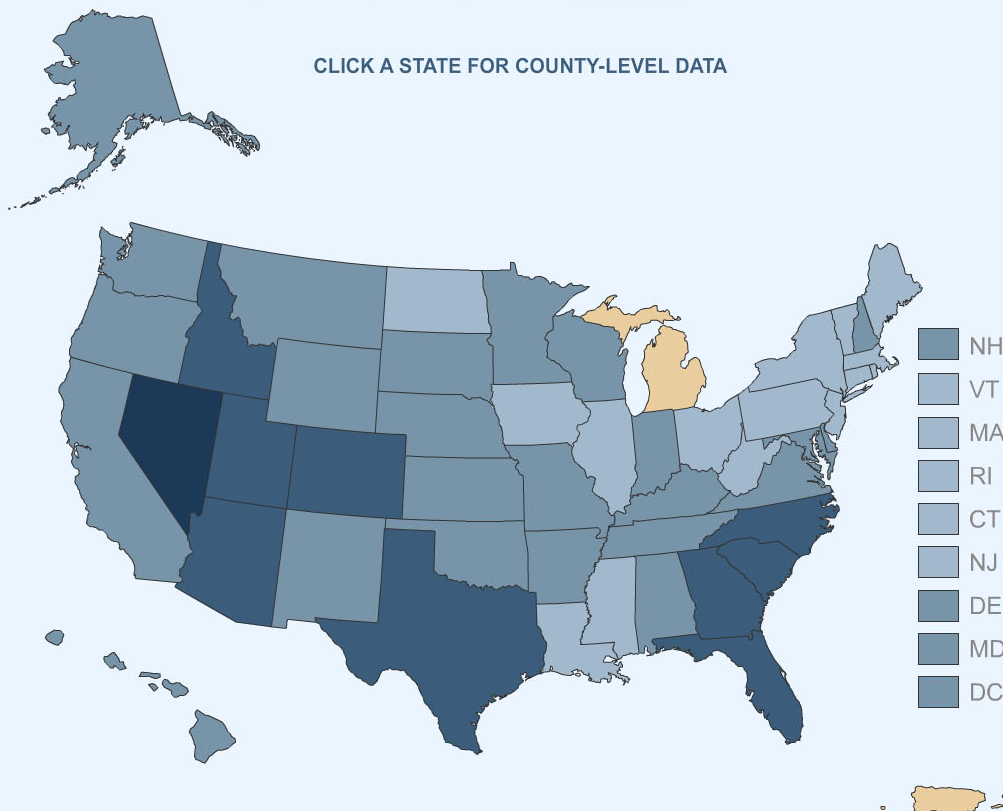 CLICK A STATE FOR COUNTY-LEVEL DATA
NH
VT
MA
RI
CT
NJ
DE
MD
DC